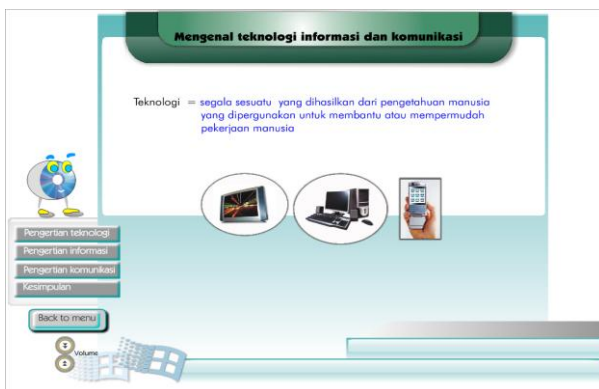 Mengenal teknologi informasi dan komunikasi
Teknologi = segala sesuatu yang dihasilkan dari pengetahuan manusia
yang dipergunakan untuk membantu atau mempermudah
pekerjaan manusia
Pengertian teknologi
Pengertian informasi
Pengertian komunikasi
Kesimpulan
Back to menu
Volume